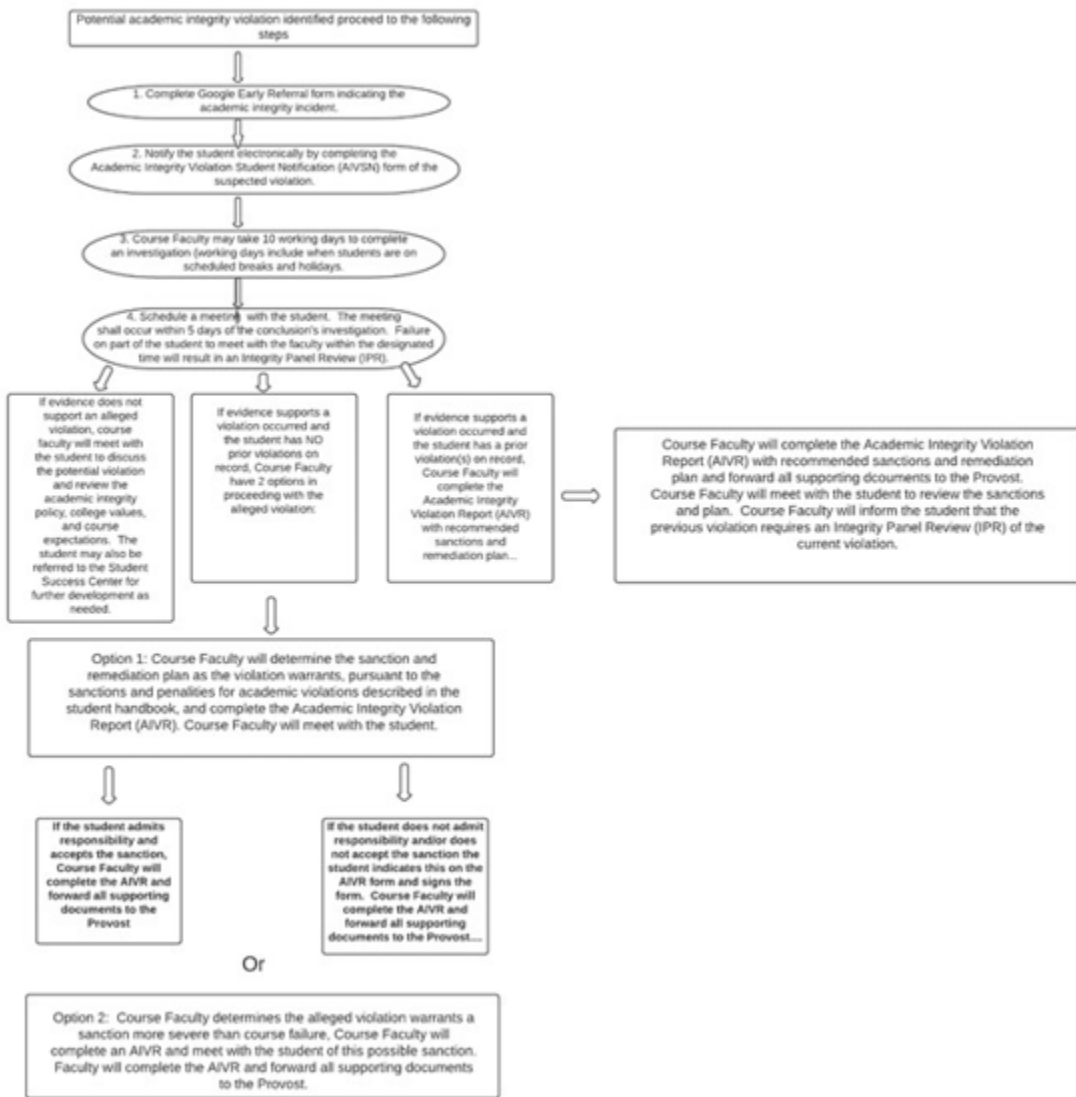 Potential academic integrity violation identified proceed to the following
steps
1. Complete Google Early Referral form indicating the
academic integrity incident.
2. Notify the student electronically by completing the
Academic Integrity Violation Student Notification (AIVSN) form of the
suspected violation.
3. Course Faculty may take 10 working days to complete
an investigation (working days include when students are on
scheduled breaks and holidays.
4. Schedule a meeting with the student. The meeting
shall occur within 5 days of the conclusion's investigation. Failure
on part of the student to meet with the faculty within the designated
time will result in an Integrity Panel Review (IPR).
If evidence does not
support an alleged
violation, course
faculty will meet with
the student to discuss
the potential violation
and review the
academic integrity
policy, college values,
and course
expectations. The
student may also be
referred to the Student
Success Center for
further development as
needed.
If evidence supports a
violation occurred and
the student has NO
prior violations on
record, Course Faculty
have 2 options in
proceeding with the
alleged violation:
If evidence supports a
violation occurred and
the student has a prior
violation(s) on record,
Course Faculty will
complete the
Academic Integrity
Violation Report (AIVR)
with recommended
sanctions and
remediation plan...
Course Faculty will complete the Academic Integrity Violation
Report (AIVR) with recommended sanctions and remediation
plan and forward all supporting dcouments to the Provost.
Course Faculty will meet with the student to review the sanctions
and plan. Course Faculty will inform the student that the
previous violation requires an Integrity Panel Review (IPR) of the
current violation.
Option 1: Course Faculty will determine the sanction and
remediation plan as the violation warrants, pursuant to the
sanctions and penalities for academic violations described in the
student handbook, and complete the Academic Integrity Violation
Report (AIVR). Course Faculty will meet with the student.
If the student admits
responsibility and
accepts the sanction,
Course Faculty will
complete the AIVR and
forward all supporting
documents to the
Provost
If the student does not admit
responsibility and/or does
not accept the sanction the
student indicates this on the
AIVR form and signs the
form. Course Faculty will
complete the AIVR and
forward all supporting
documents to the Provost....
Or
Option 2: Course Faculty determines the alleged violation warrants a
sanction more severe than course failure, Course Faculty will
complete an AIVR and meet with the student of this possible sanction.
Faculty will complete the AIVR and forward all supporting documents
to the Provost.